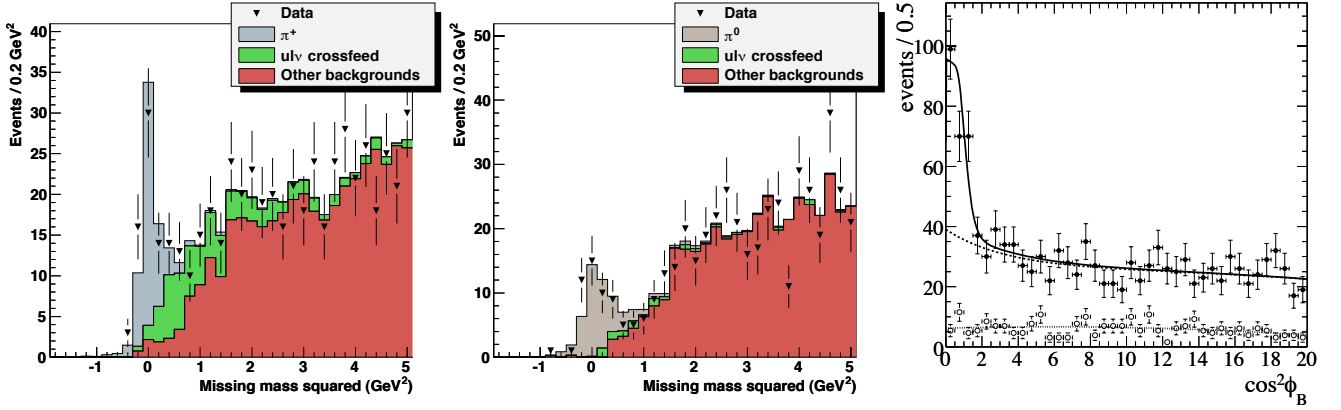 Data
π+
ulν crossfeed
Other backgrounds
Events / 0.2 GeV²
40
35
30
25
20
15
10
5
0
-1 0 1 2 3 4 5
Missing mass squared (GeV²)
Data
π⁰
ulν crossfeed
Other backgrounds
Events / 0.2 GeV²
50
40
30
20
10
0
-1 0 1 2 3 4 5
Missing mass squared (GeV²)
events / 0.5
100
80
60
40
20
0
0 2 4 6 8 10 12 14 16 18 20
cos²ϕB